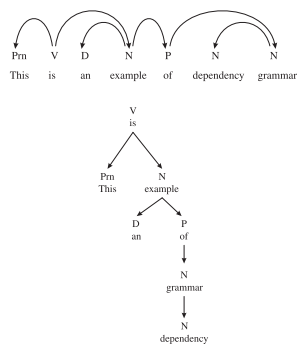 Prn V D N P N N
This is an example of dependency grammar
V
is
Prn N
This example
D P
an of
N
grammar
N
dependency